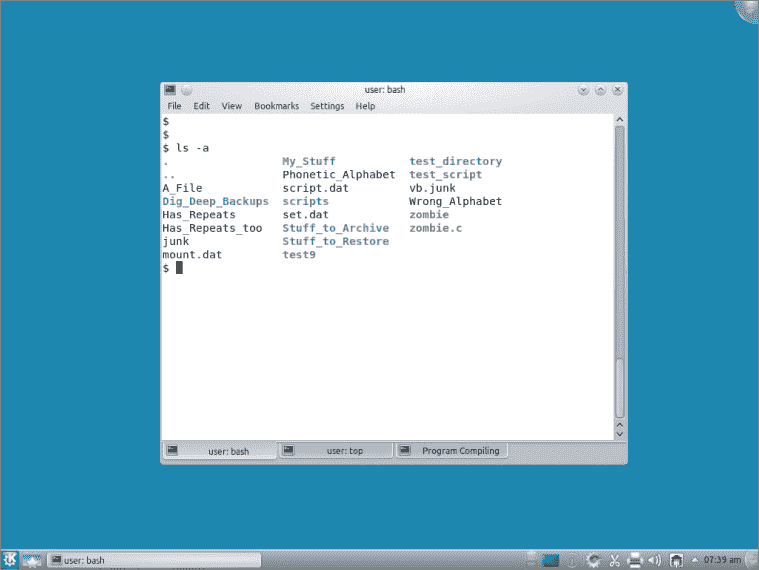 user: bash
File Edit View Bookmarks Settings Help
$
$
$ ls -a
. My_Stuff test_directory
.. Phonetic_Alphabet test_script
A_File script.dat vb.junk
Dig_Deep_Backups scripts Wrong_Alphabet
Has_Repeats set.dat zombie
Has_Repeats_too Stuff_to_Archive zombie.c
junk Stuff_to_Restore
mount.dat test9
$
user: bash user: top Program Compiling
user: bash 07:39 am